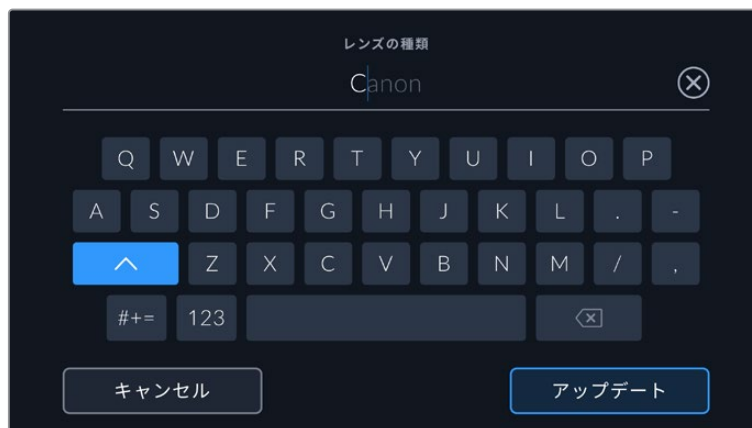 レンズの種類
Canon
Q W E R T Y U I O P
A S D F G H J K L . -
Z X C V B N M / ,
#+= 123
キャンセル アップデート